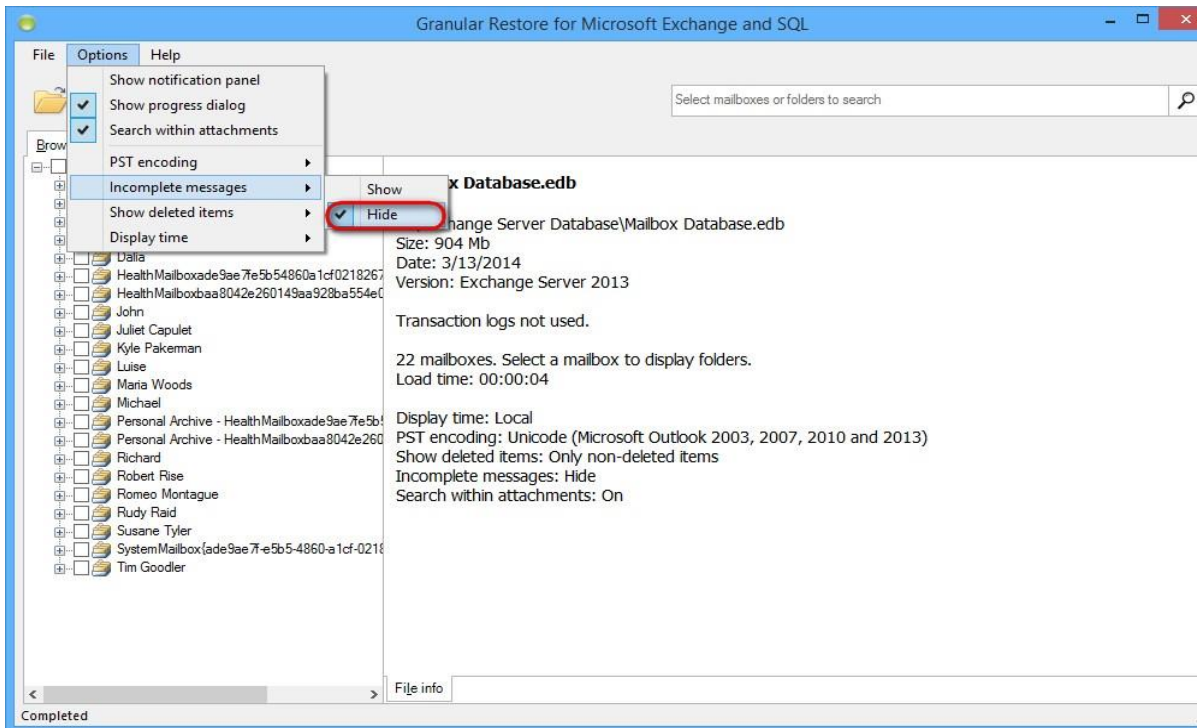 Granular Restore for Microsoft Exchange and SQL
File Options Help
Show notification panel
Show progress dialog
Search within attachments
PST encoding
Incomplete messages
Show deleted items
Display time
Show
Hide
Select mailboxes or folders to search
Brow
Dalia
HealthMailboxade9ae7fe5b54860a1cf0218267
HealthMailboxbaa8042e260149aa928ba554e0
John
Juliet Capulet
Kyle Pakerman
Luise
Maria Woods
Michael
Personal Archive - HealthMailboxade9ae7fe5b5
Personal Archive - HealthMailboxbaa8042e260
Richard
Robert Rise
Romeo Montague
Rudy Raid
Susane Tyler
SystemMailbox{ade9ae7f-e5b5-4860-a1cf-0218
Tim Goodler
x Database.edb
hange Server Database\Mailbox Database.edb
Size: 904 Mb
Date: 3/13/2014
Version: Exchange Server 2013
Transaction logs not used.
22 mailboxes. Select a mailbox to display folders.
Load time: 00:00:04
Display time: Local
PST encoding: Unicode (Microsoft Outlook 2003, 2007, 2010 and 2013)
Show deleted items: Only non-deleted items
Incomplete messages: Hide
Search within attachments: On
File info
Completed